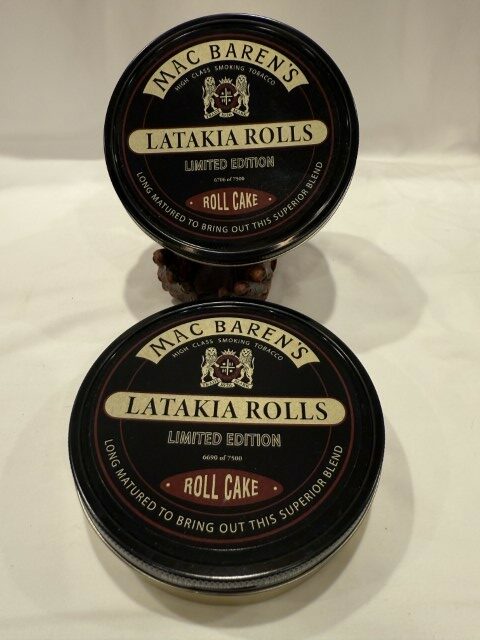 MAC BAREN'S
HIGH CLASS SMOKING TOBACCO
LATAKIA ROLLS
LIMITED EDITION
6706 of 7500
ROLL CAKE
LONG MATURED TO BRING OUT THIS SUPERIOR BLEND
MAC BAREN'S
HIGH CLASS SMOKING TOBACCO
LATAKIA ROLLS
LIMITED EDITION
6690 of 7500
ROLL CAKE
LONG MATURED TO BRING OUT THIS SUPERIOR BLEND